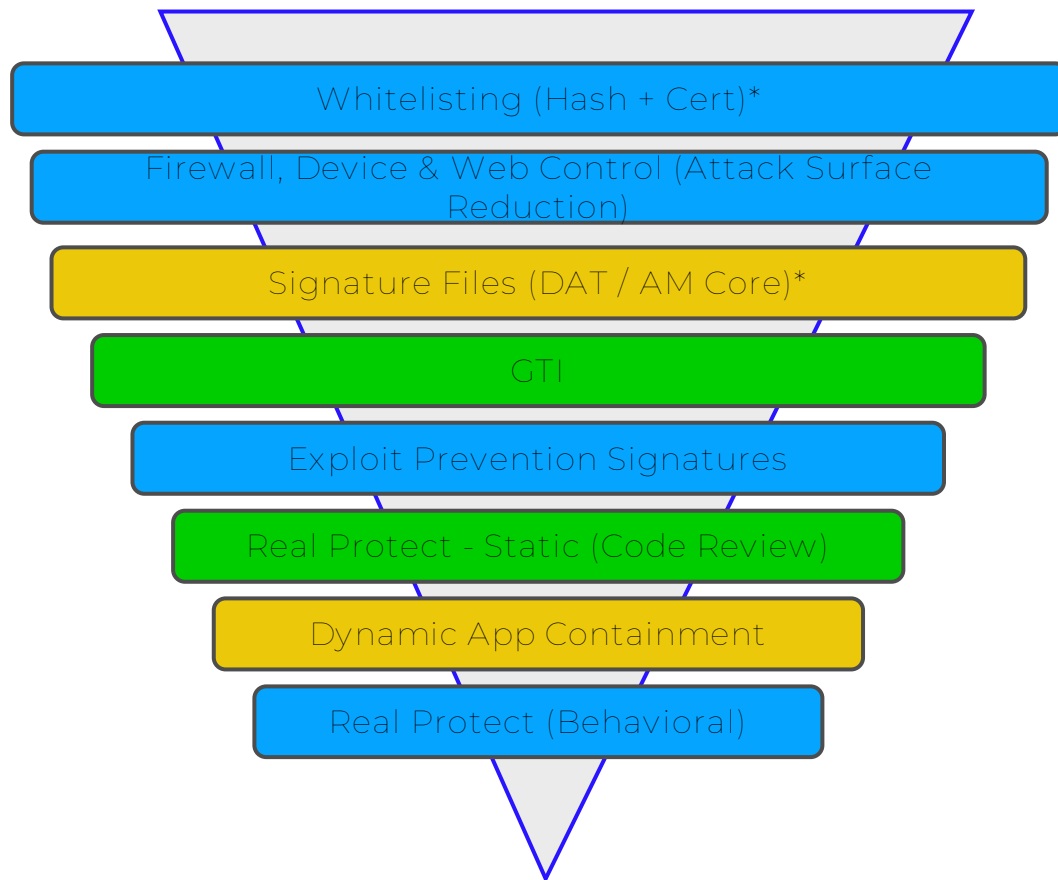 Whitelisting (Hash + Cert)*
Firewall, Device & Web Control (Attack Surface
Reduction)
Signature Files (DAT / AM Core)*
GTI
Exploit Prevention Signatures
Real Protect - Static (Code Review)
Dynamic App Containment
Real Protect (Behavioral)